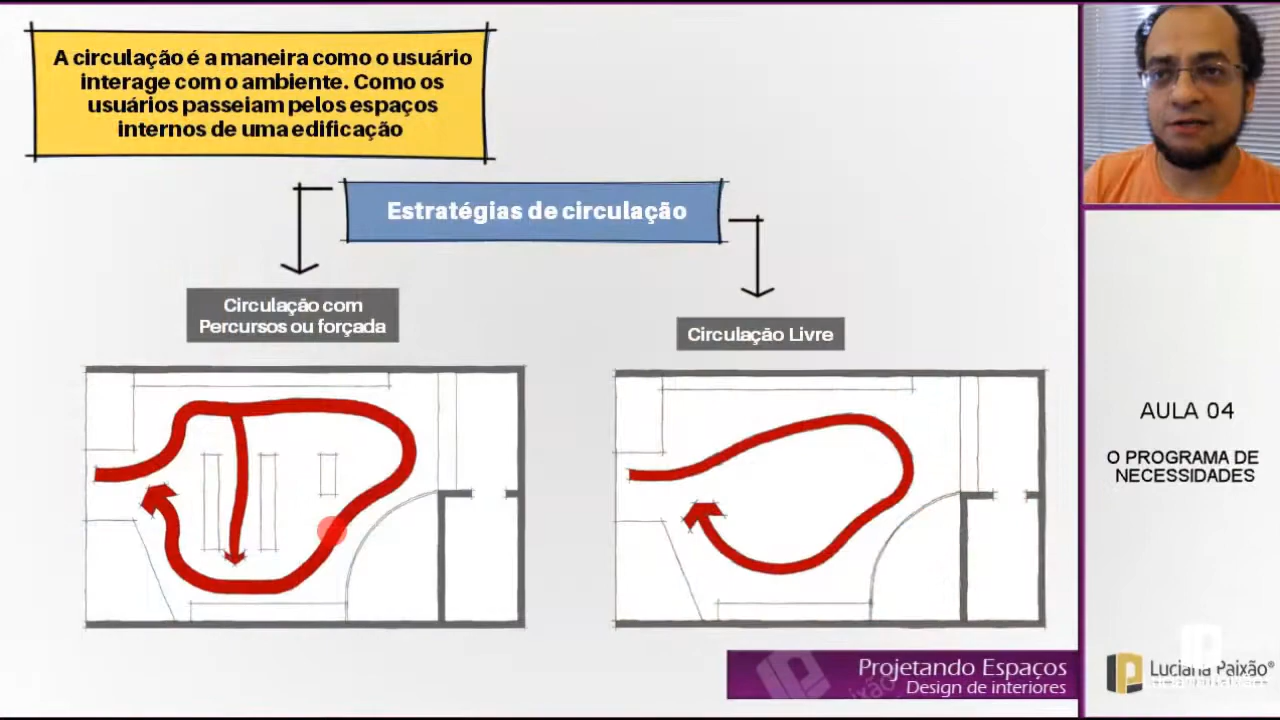 A circulação é a maneira como o usuário
interage com o ambiente. Como os
usuários passeiam pelos espaços
internos de uma edificação
Estratégias de circulação
Circulação com
Percursos ou forçada
Circulação Livre
AULA 04
O PROGRAMA DE
NECESSIDADES
Projetando Espaços
Design de interiores
Luciana Paixão®